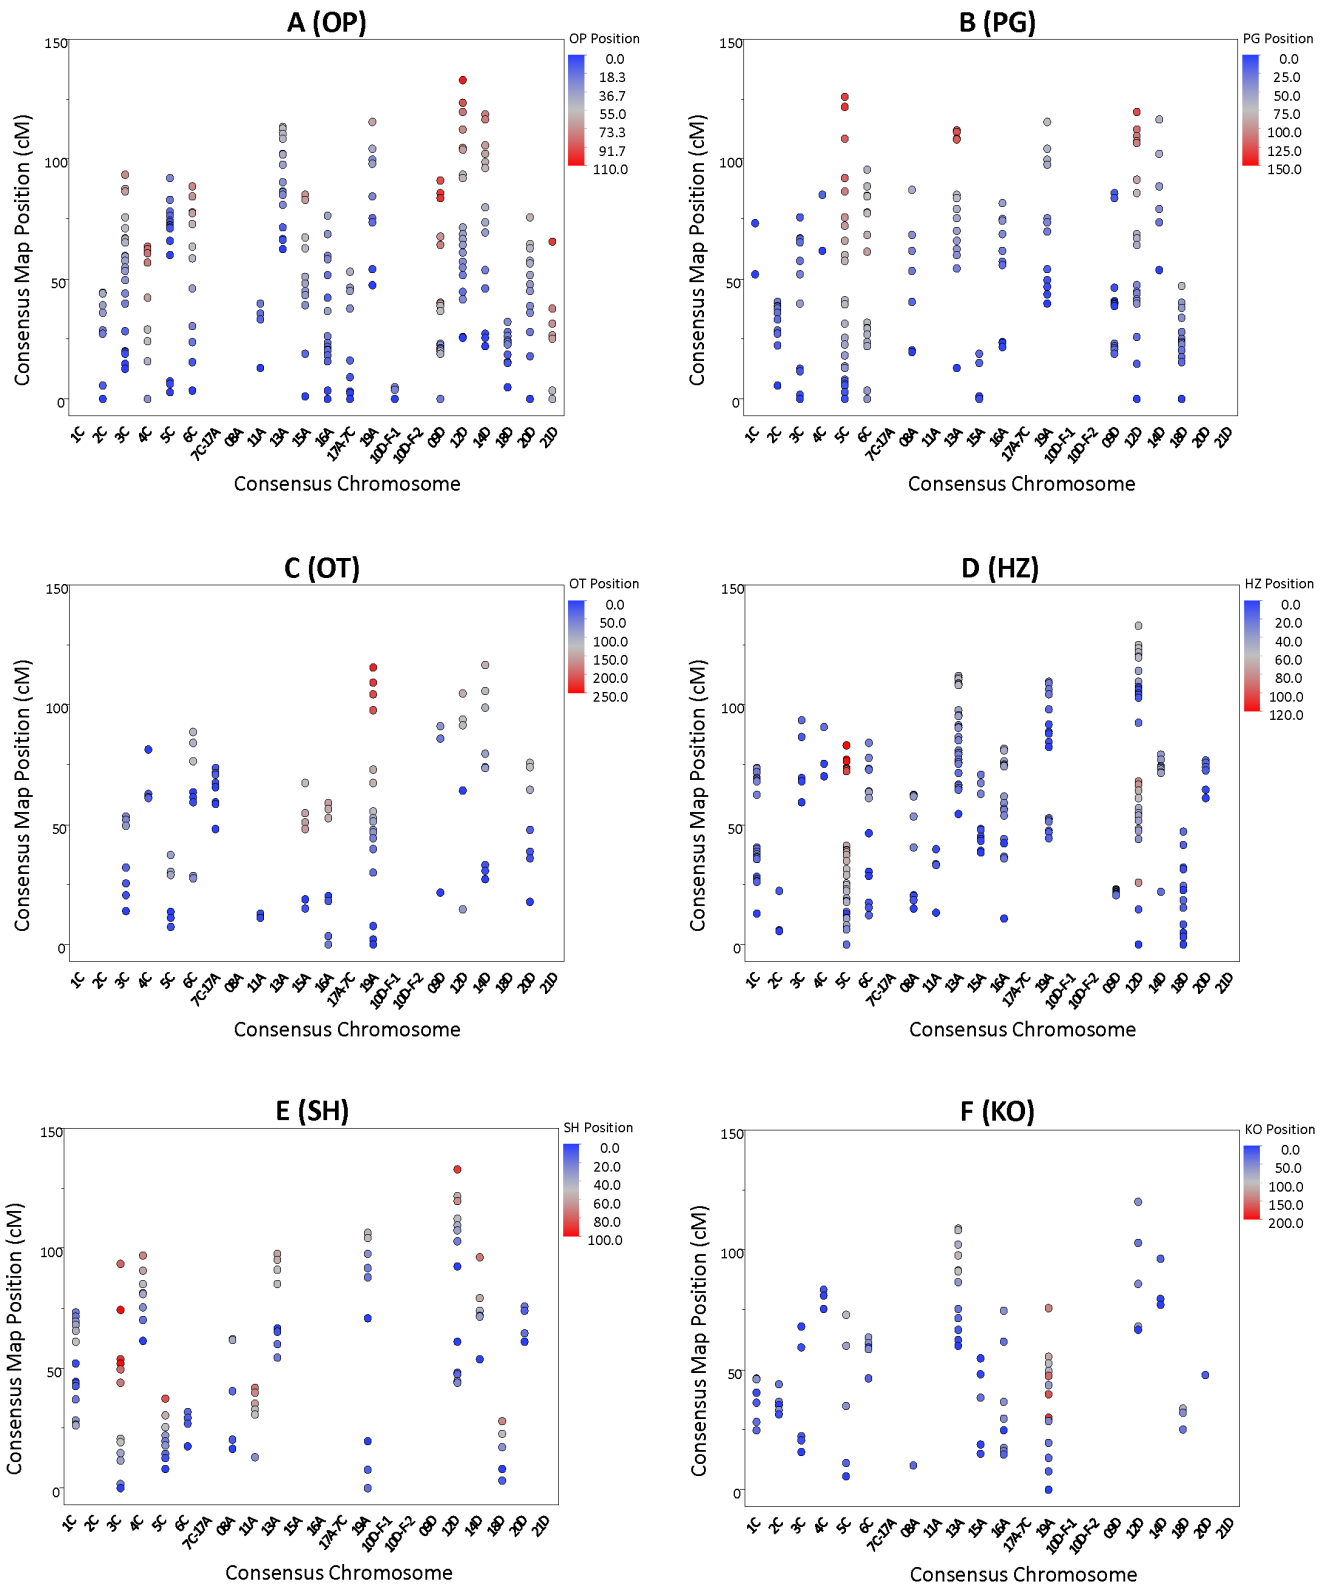 A (OP)
OP Position
0.0
18.3
36.7
55.0
73.3
91.7
110.0
150
100
50
0
Consensus Map Position (cM)
1C 2C 3C 4C 5C 6C 7C-17A 08A 11A 13A 15A 16A 17A-7C 19A 10D-F-1 10D-F-2 09D 12D 14D 18D 20D 21D
Consensus Chromosome
B (PG)
PG Position
0.0
25.0
50.0
75.0
100.0
125.0
150.0
150
100
50
0
Consensus Map Position (cM)
1C 2C 3C 4C 5C 6C 7C-17A 08A 11A 13A 15A 16A 17A-7C 19A 10D-F-1 10D-F-2 09D 12D 14D 18D 20D 21D
Consensus Chromosome
C (OT)
OT Position
0.0
50.0
100.0
150.0
200.0
250.0
150
100
50
0
Consensus Map Position (cM)
1C 2C 3C 4C 5C 6C 7C-17A 08A 11A 13A 15A 16A 17A-7C 19A 10D-F-1 10D-F-2 09D 12D 14D 18D 20D 21D
Consensus Chromosome
D (HZ)
HZ Position
0.0
20.0
40.0
60.0
80.0
100.0
120.0
150
100
50
0
Consensus Map Position (cM)
1C 2C 3C 4C 5C 6C 7C-17A 08A 11A 13A 15A 16A 17A-7C 19A 10D-F-1 10D-F-2 09D 12D 14D 18D 20D 21D
Consensus Chromosome
E (SH)
SH Position
0.0
20.0
40.0
60.0
80.0
100.0
150
100
50
0
Consensus Map Position (cM)
1C 2C 3C 4C 5C 6C 7C-17A 08A 11A 13A 15A 16A 17A-7C 19A 10D-F-1 10D-F-2 09D 12D 14D 18D 20D 21D
Consensus Chromosome
F (KO)
KO Position
0.0
50.0
100.0
150.0
200.0
150
100
50
0
Consensus Map Position (cM)
1C 2C 3C 4C 5C 6C 7C-17A 08A 11A 13A 15A 16A 17A-7C 19A 10D-F-1 10D-F-2 09D 12D 14D 18D 20D 21D
Consensus Chromosome